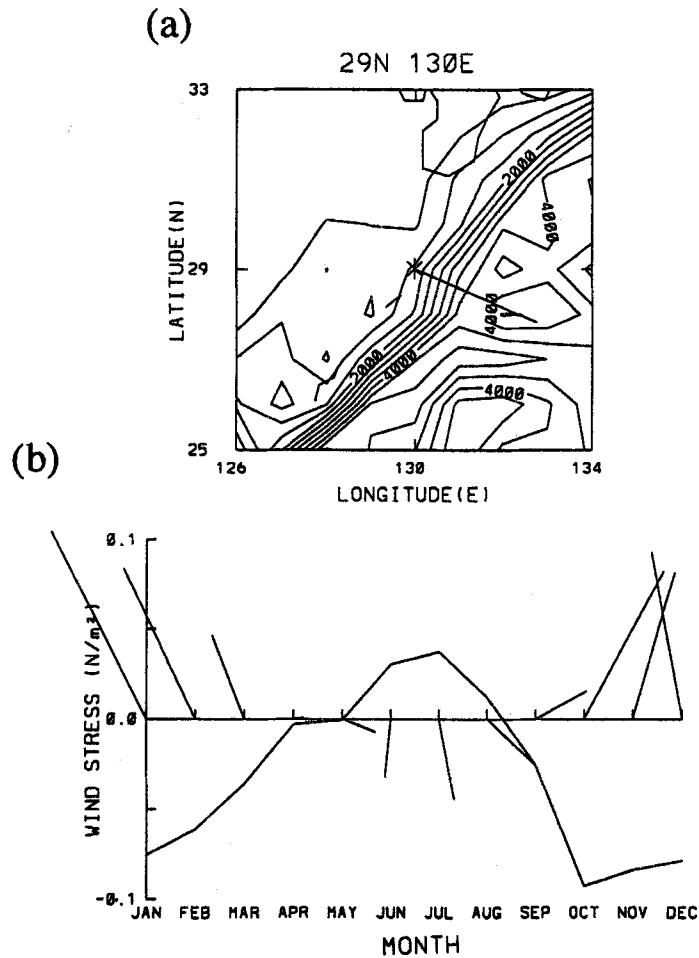 (a)
29N 130E
33
29
25
LATITUDE(N)
2000
4000
4000
2000
4000
4000
126
130
134
LONGITUDE(E)
(b)
0.1
0.0
-0.1
WIND STRESS (N/m²)
JAN FEB MAR APR MAY JUN JUL AUG SEP OCT NOV DEC
MONTH